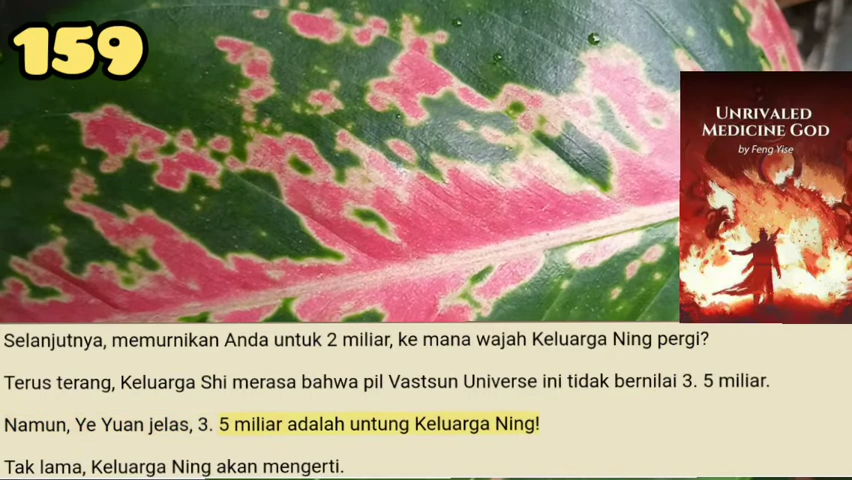 159
UNRIVALED
MEDICINE GOD
by Feng Yise
Selanjutnya, memurnikan Anda untuk 2 miliar, ke mana wajah Keluarga Ning pergi?
Terus terang, Keluarga Shi merasa bahwa pil Vastsun Universe ini tidak bernilai 3. 5 miliar.
Namun, Ye Yuan jelas, 3. 5 miliar adalah untung Keluarga Ning!
Tak lama, Keluarga Ning akan mengerti.